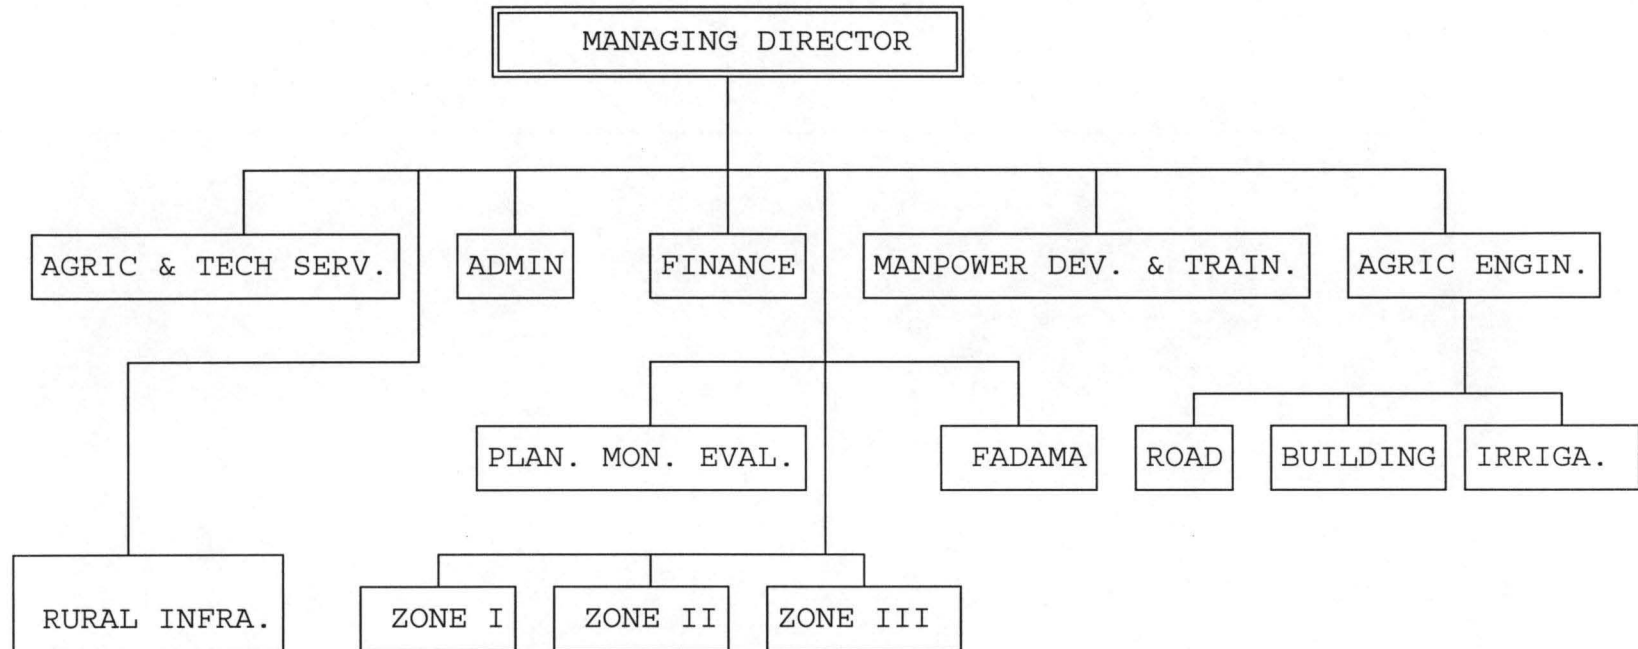 MANAGING DIRECTOR
AGRIC & TECH SERV.
ADMIN
FINANCE
MANPOWER DEV. & TRAIN.
AGRIC ENGIN.
PLAN. MON. EVAL.
FADAMA
ROAD
BUILDING
IRRIGA.
RURAL INFRA.
ZONE I
ZONE II
ZONE III